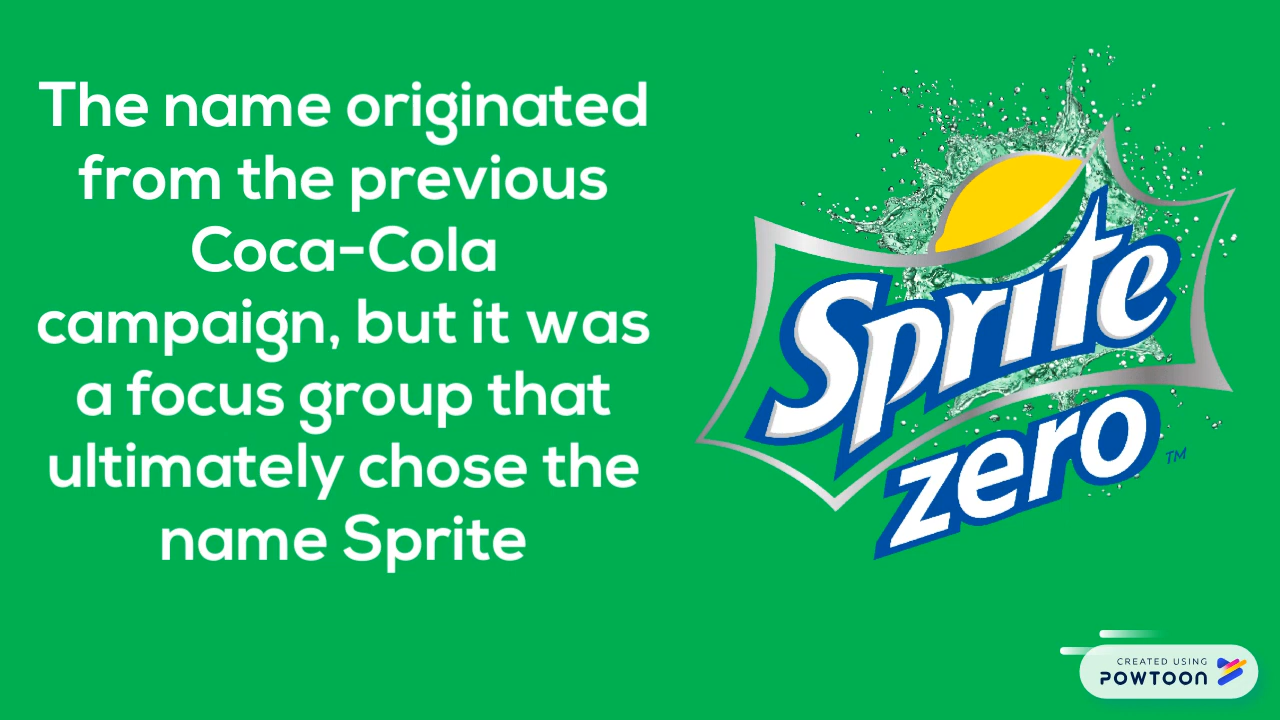 The name originated
from the previous
Coca-Cola
campaign, but it was
a focus group that
ultimately chose the
name Sprite
Sprite
zero
TM
CREATED USING
POWTOON